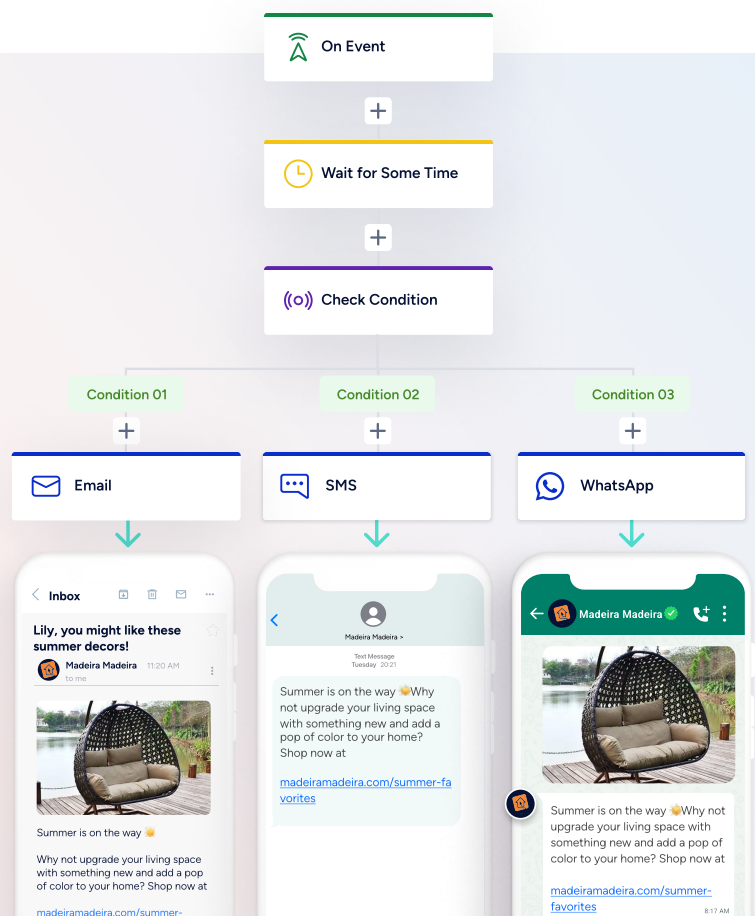 On Event
Wait for Some Time
Check Condition
Condition 01
Condition 02
Condition 03
Email
SMS
WhatsApp
Inbox
Lily, you might like these
summer decors!
Madeira Madeira 11:20 AM
to me
Summer is on the way ☀️
Why not upgrade your living space
with something new and add a pop
of color to your home? Shop now at
madeiramadeira.com/summer-
Madeira Madeira >
Text Message
Tuesday 20:21
Summer is on the way ☀️Why
not upgrade your living space
with something new and add a
pop of color to your home?
Shop now at
madeiramadeira.com/summer-fa
vorites
Madeira Madeira
Summer is on the way ☀️Why not
upgrade your living space with
something new and add a pop of
color to your home? Shop now at
madeiramadeira.com/summer-
favorites
8:17 AM